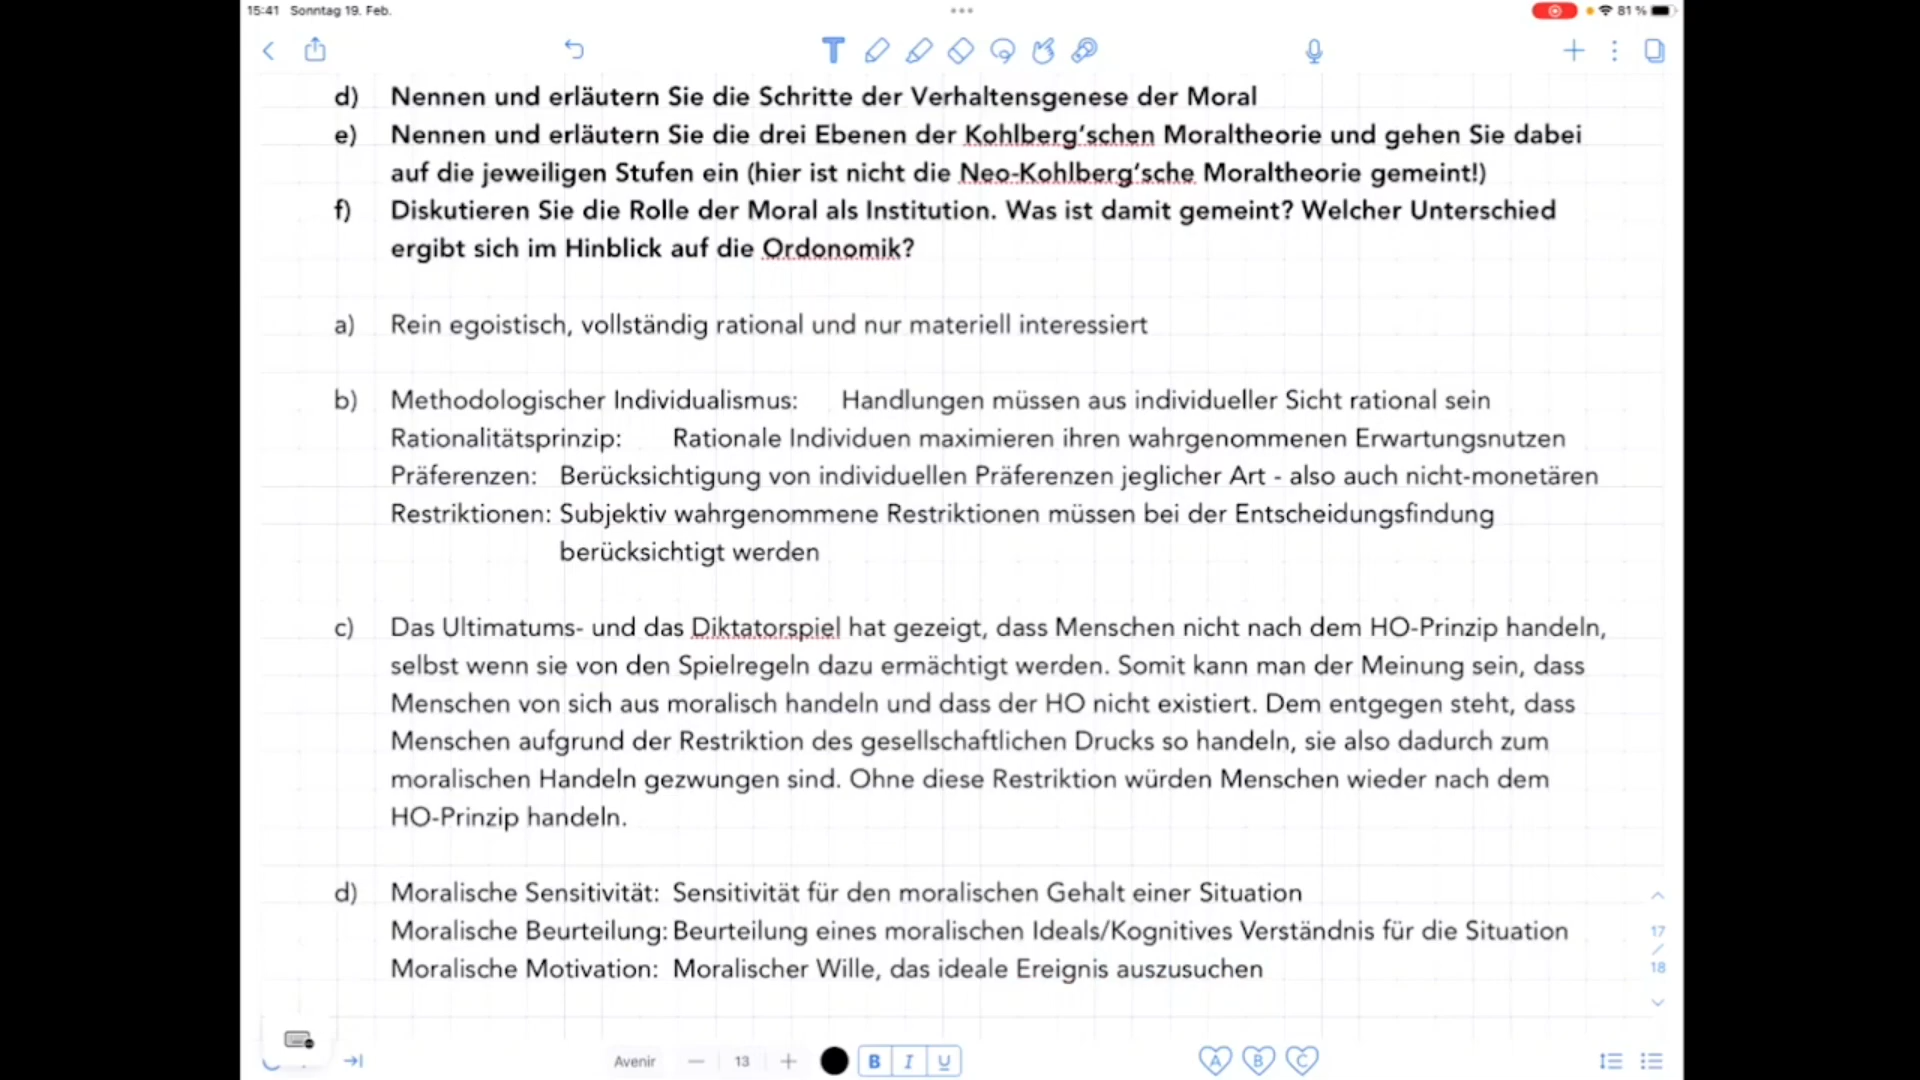 15:41 Sonntag 19. Feb.
81 %
d) Nennen und erläutern Sie die Schritte der Verhaltensgenese der Moral
e) Nennen und erläutern Sie die drei Ebenen der Kohlberg'schen Moraltheorie und gehen Sie dabei
auf die jeweiligen Stufen ein (hier ist nicht die Neo-Kohlberg'sche Moraltheorie gemeint!)
f) Diskutieren Sie die Rolle der Moral als Institution. Was ist damit gemeint? Welcher Unterschied
ergibt sich im Hinblick auf die Ordonomik?
a) Rein egoistisch, vollständig rational und nur materiell interessiert
b) Methodologischer Individualismus: Handlungen müssen aus individueller Sicht rational sein
Rationalitätsprinzip: Rationale Individuen maximieren ihren wahrgenommenen Erwartungsnutzen
Präferenzen: Berücksichtigung von individuellen Präferenzen jeglicher Art - also auch nicht-monetären
Restriktionen: Subjektiv wahrgenommene Restriktionen müssen bei der Entscheidungsfindung
berücksichtigt werden
c) Das Ultimatums- und das Diktatorspiel hat gezeigt, dass Menschen nicht nach dem HO-Prinzip handeln,
selbst wenn sie von den Spielregeln dazu ermächtigt werden. Somit kann man der Meinung sein, dass
Menschen von sich aus moralisch handeln und dass der HO nicht existiert. Dem entgegen steht, dass
Menschen aufgrund der Restriktion des gesellschaftlichen Drucks so handeln, sie also dadurch zum
moralischen Handeln gezwungen sind. Ohne diese Restriktion würden Menschen wieder nach dem
HO-Prinzip handeln.
d) Moralische Sensitivität: Sensitivität für den moralischen Gehalt einer Situation
Moralische Beurteilung: Beurteilung eines moralischen Ideals/Kognitives Verständnis für die Situation
Moralische Motivation: Moralischer Wille, das ideale Ereignis auszusuchen
17
/
18
Avenir — 13 + B I U A B C